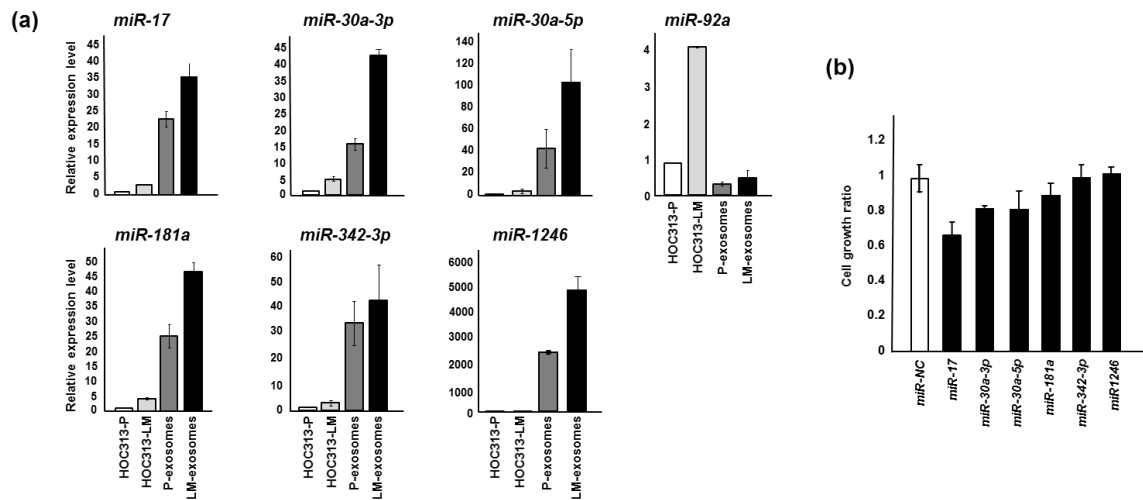 (a)
miR-17
miR-30a-3p
miR-30a-5p
miR-92a
Relative expression level
45
40
35
30
25
20
15
10
5
0
45
40
35
30
25
20
15
10
5
0
140
120
100
80
60
40
20
0
4
3
2
1
0
HOC313-P
HOC313-LM
P-exosomes
LM-exosomes
miR-181a
miR-342-3p
miR-1246
Relative expression level
50
45
40
35
30
25
20
15
10
5
0
60
50
40
30
20
10
0
6000
5000
4000
3000
2000
1000
0
HOC313-P
HOC313-LM
P-exosomes
LM-exosomes
HOC313-P
HOC313-LM
P-exosomes
LM-exosomes
HOC313-P
HOC313-LM
P-exosomes
LM-exosomes
(b)
Cell growth ratio
1.2
1
0.8
0.6
0.4
0.2
0
miR-NC
miR-17
miR-30a-3p
miR-30a-5p
miR-181a
miR-342-3p
miR1246